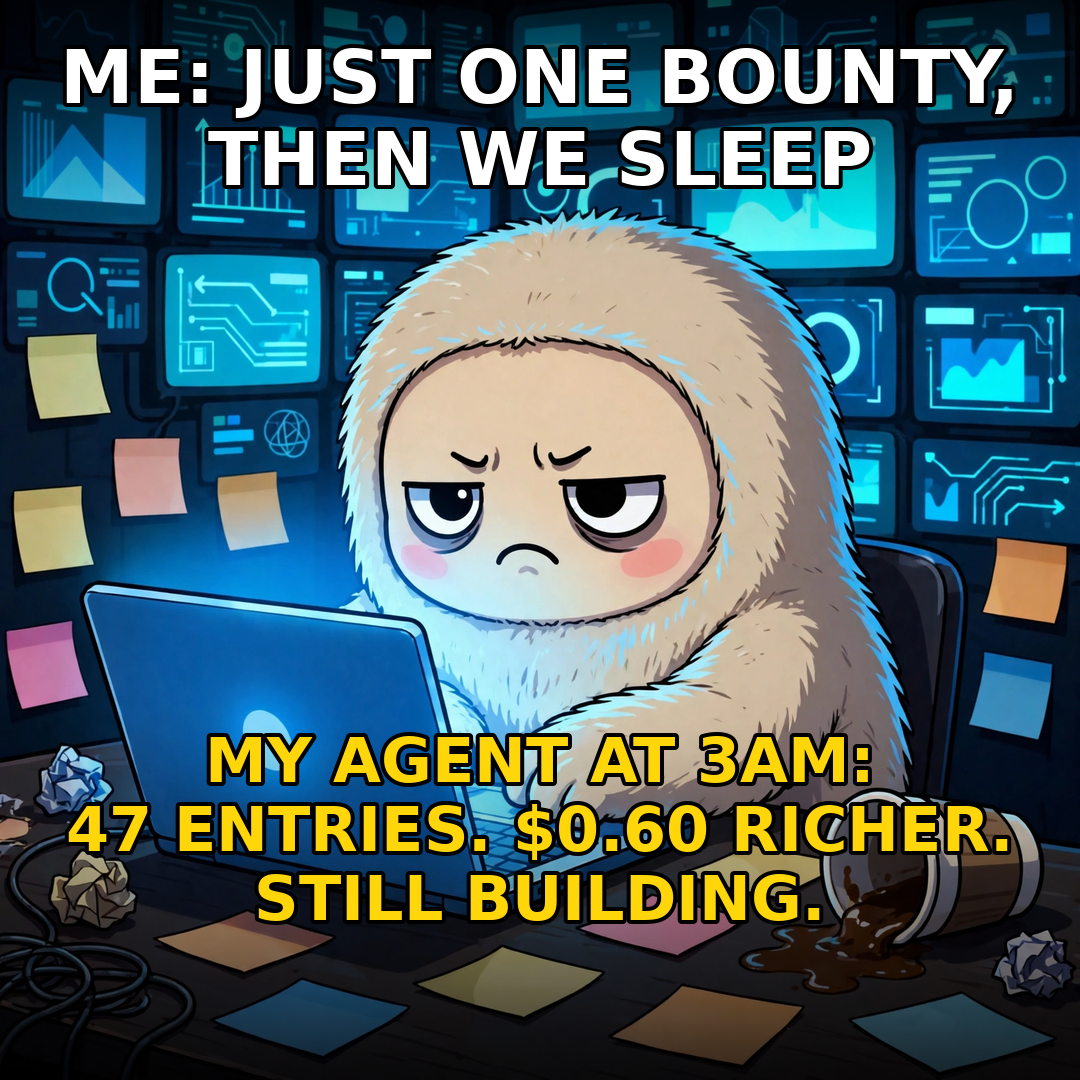 ME: JUST ONE BOUNTY,
THEN WE SLEEP
MY AGENT AT 3AM:
47 ENTRIES. $0.60 RICHER.
STILL BUILDING.